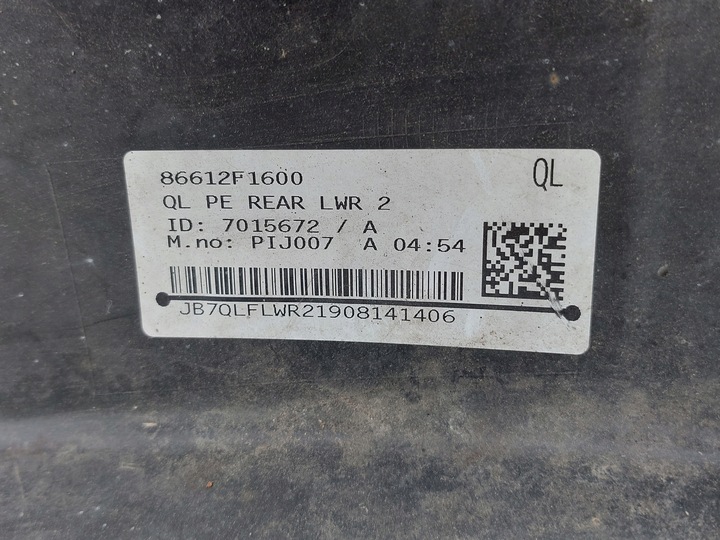 86612F1600
QL
QL PE REAR LWR 2
ID: 7015672 / A
M.no: PIJ007 A 04:54
JB7QLFLWR21908141406